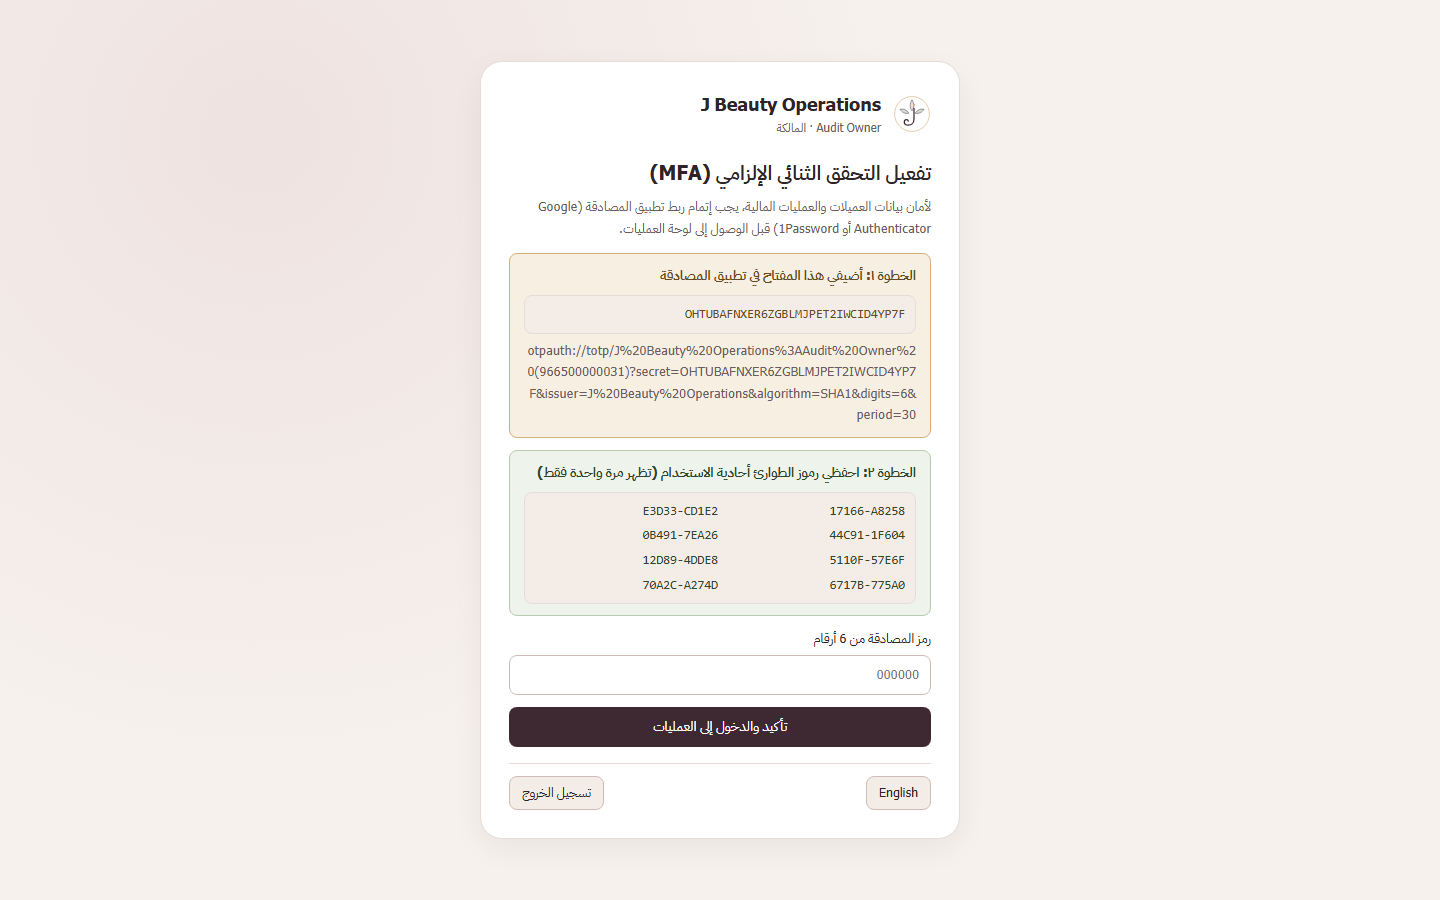 J Beauty Operations
Audit Owner · المالكة
تفعيل التحقق الثنائي الإلزامي (MFA)
لأمان بيانات العميلات والعمليات المالية، يجب إتمام ربط تطبيق المصادقة (Google
Authenticator أو 1Password) قبل الوصول إلى لوحة العمليات.
الخطوة ١: أضيفي هذا المفتاح في تطبيق المصادقة
OHTUBAFNXER6ZGBLMJPET2IWCID4YP7F
otpauth://totp/J%20Beauty%20Operations%3AAudit%20Owner%2
0(966500000031)?secret=OHTUBAFNXER6ZGBLMJPET2IWCID4YP7
F&issuer=J%20Beauty%20Operations&algorithm=SHA1&digits=6&
period=30
الخطوة ٢: احفظي رموز الطوارئ أحادية الاستخدام (تظهر مرة واحدة فقط)
17166-A8258
E3D33-CD1E2
44C91-1F604
0B491-7EA26
5110F-57E6F
12D89-4DDE8
6717B-775A0
70A2C-A274D
رمز المصادقة من 6 أرقام
000000
تأكيد والدخول إلى العمليات
English
تسجيل الخروج